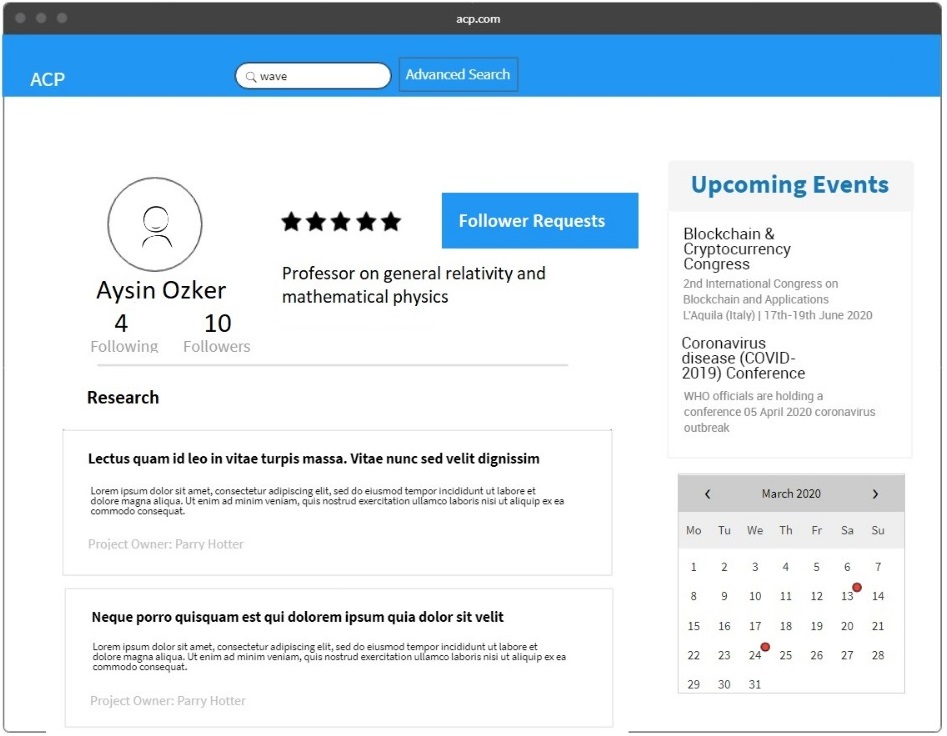 acp.com
ACP
wave
Advanced Search
Aysin Ozker
4 10
Following Followers
Follower Requests
Professor on general relativity and
mathematical physics
Research
Lectus quam id leo in vitae turpis massa. Vitae nunc sed velit dignissim
Lorem ipsum dolor sit amet, consectetur adipiscing elit, sed do eiusmod tempor incididunt ut labore et
dolore magna aliqua. Ut enim ad minim veniam, quis nostrud exercitation ullamco laboris nisi ut aliquip ex ea
commodo consequat.
Project Owner: Parry Hotter
Neque porro quisquam est qui dolorem ipsum quia dolor sit velit
Lorem ipsum dolor sit amet, consectetur adipiscing elit, sed do eiusmod tempor incididunt ut labore et
dolore magna aliqua. Ut enim ad minim veniam, quis nostrud exercitation ullamco laboris nisi ut aliquip ex ea
commodo consequat.
Project Owner: Parry Hotter
Upcoming Events
Blockchain &
Cryptocurrency
Congress
2nd International Congress on
Blockchain and Applications
L'Aquila (Italy) | 17th-19th June 2020
Coronavirus
disease (COVID-
2019) Conference
WHO officials are holding a
conference 05 April 2020 coronavirus
outbreak
March 2020
Mo Tu We Th Fr Sa Su
1 2 3 4 5 6 7
8 9 10 11 12 13 14
15 16 17 18 19 20 21
22 23 24 25 26 27 28
29 30 31